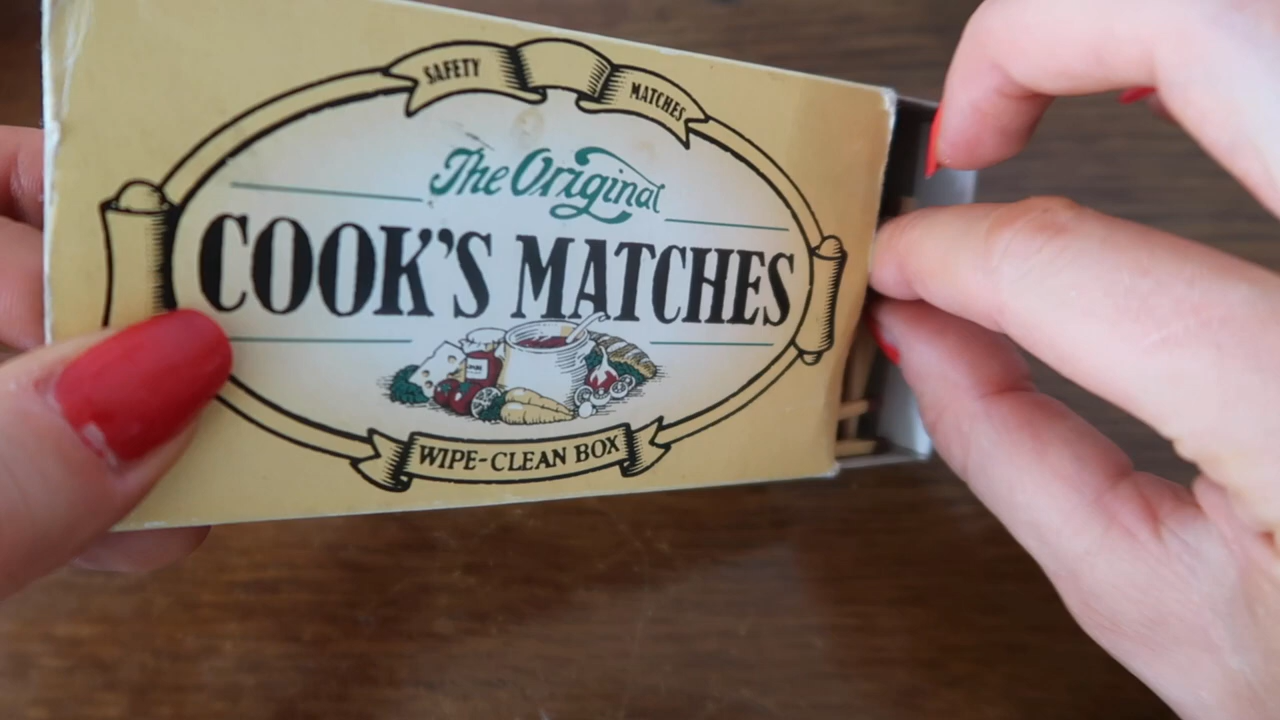 SAFETY MATCHES
The Original
COOK'S MATCHES
WIPE-CLEAN BOX